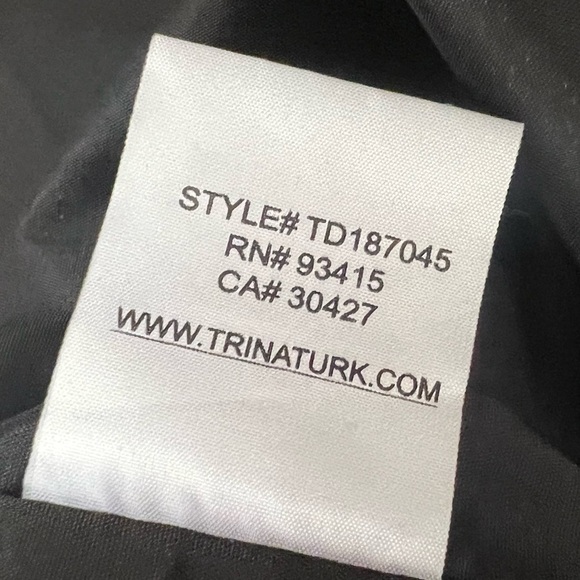 STYLE# TD187045
RN# 93415
CA# 30427
WWW.TRINATURK.COM